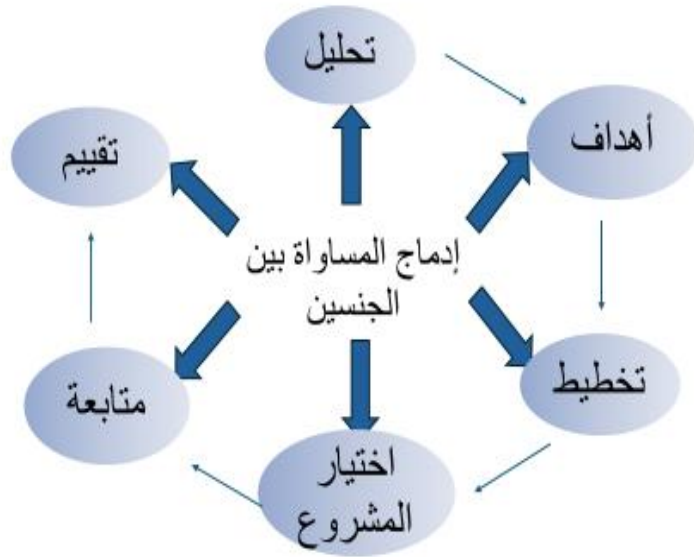 تحليل
أهداف
تقييم
إدماج المساواة بين
الجنسين
تخطيط
متابعة
اختيار
المشروع